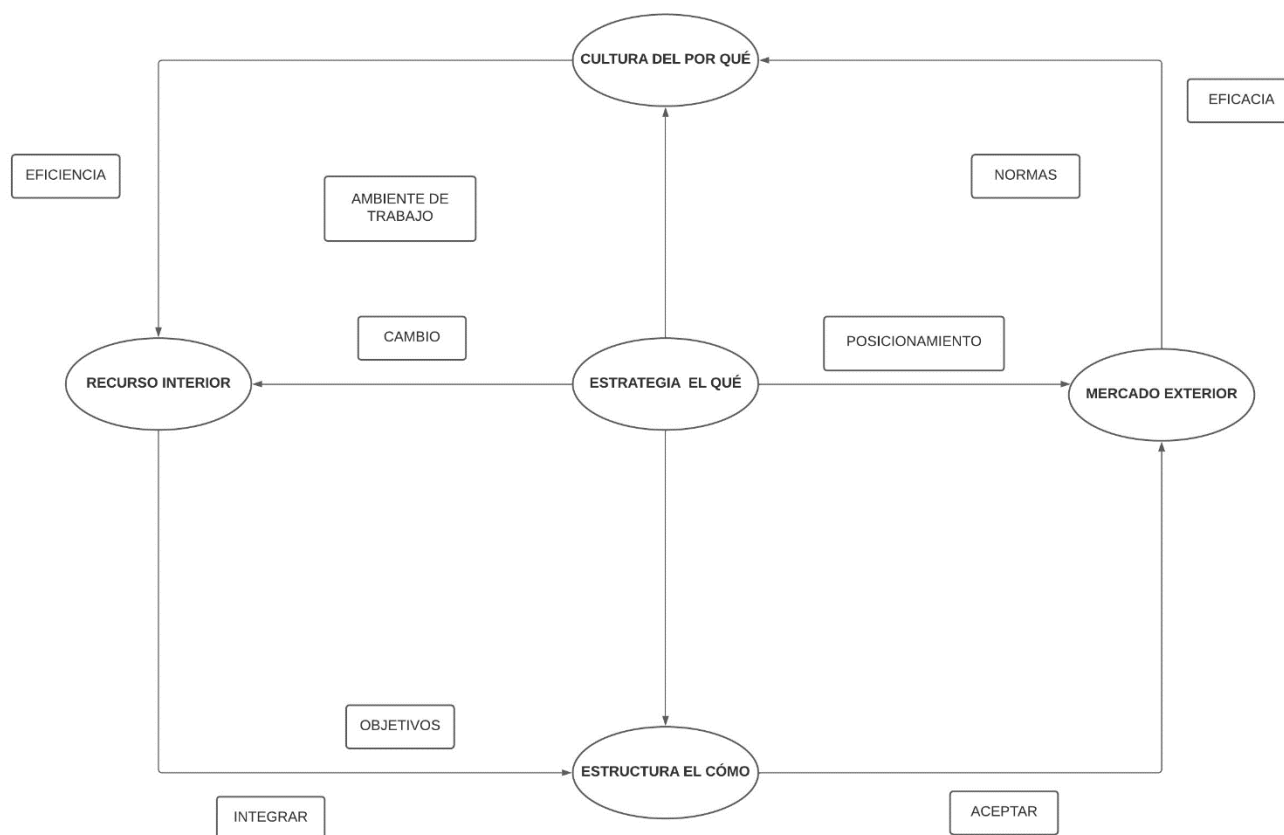 CULTURA DEL POR QUÉ
EFICACIA
EFICIENCIA
NORMAS
AMBIENTE DE
TRABAJO
CAMBIO
POSICIONAMIENTO
RECURSO INTERIOR
ESTRATEGIA  EL QUÉ
MERCADO EXTERIOR
OBJETIVOS
ESTRUCTURA EL CÓMO
INTEGRAR
ACEPTAR